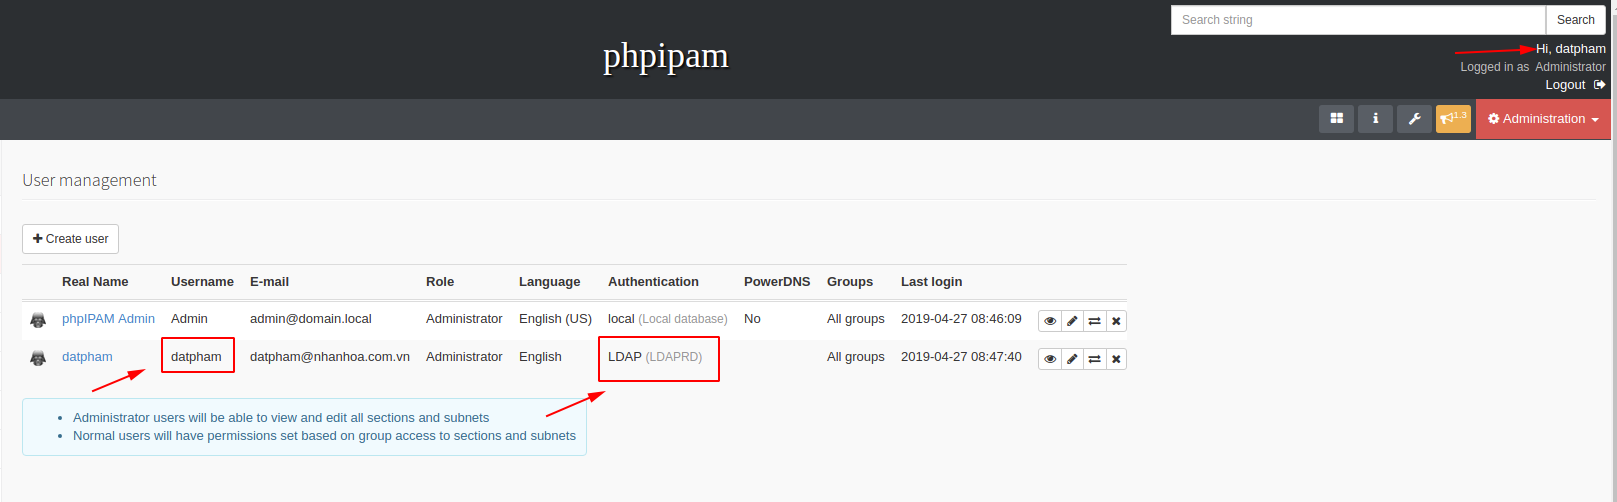 Search string Search
phpipam
Hi, datpham
Logged in as Administrator
Logout
1.3 Administration
User management
Create user
Real Name Username E-mail Role Language Authentication PowerDNS Groups Last login
phpIPAM Admin Admin admin@domain.local Administrator English (US) local (Local database) No All groups 2019-04-27 08:46:09
datpham datpham datpham@nhanhoa.com.vn Administrator English LDAP (LDAPRD) All groups 2019-04-27 08:47:40
Administrator users will be able to view and edit all sections and subnets
Normal users will have permissions set based on group access to sections and subnets